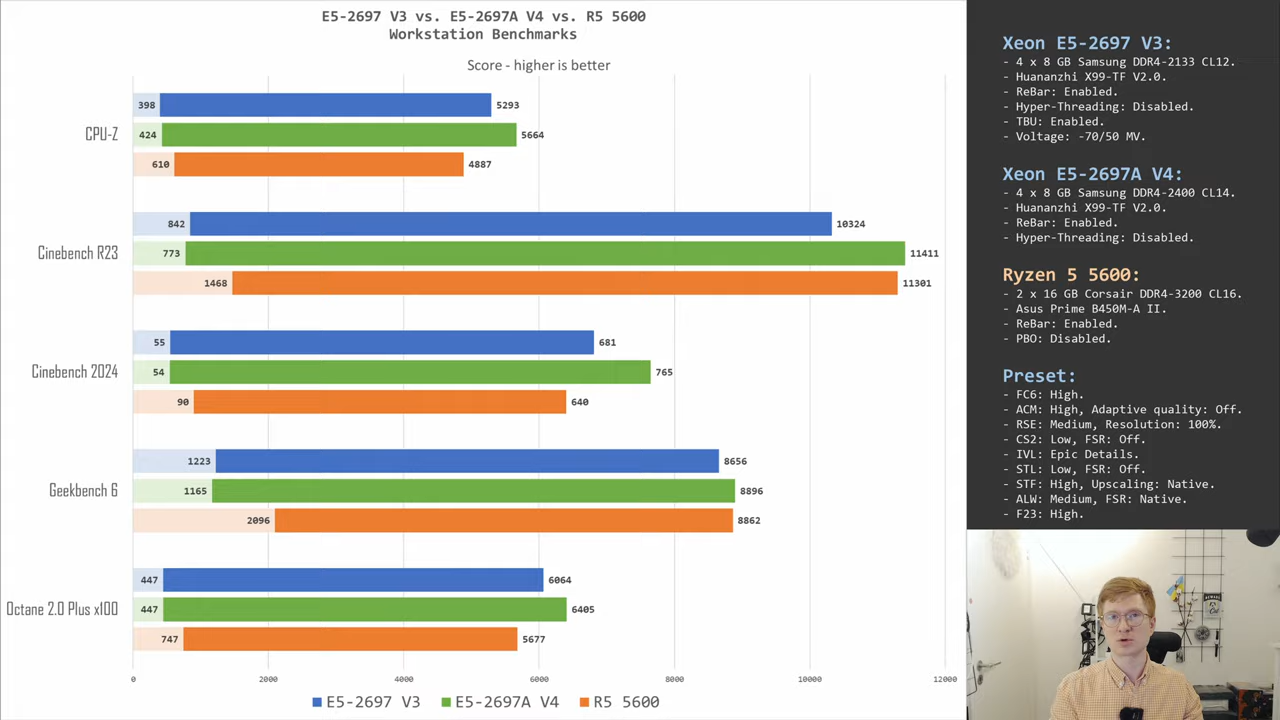 E5-2697 V3 vs. E5-2697A V4 vs. R5 5600
Workstation Benchmarks
Score - higher is better
CPU-Z
398 5293
424 5664
610 4887
Cinebench R23
842 10324
773 11411
1468 11301
Cinebench 2024
55 681
54 765
90 640
Geekbench 6
1223 8656
1165 8896
2096 8862
Octane 2.0 Plus x100
447 6064
447 6405
747 5677
0 2000 4000 6000 8000 10000 12000
E5-2697 V3 E5-2697A V4 R5 5600
Xeon E5-2697 V3:
- 4 x 8 GB Samsung DDR4-2133 CL12.
- Huananzhi X99-TF V2.0.
- ReBar: Enabled.
- Hyper-Threading: Disabled.
- TBU: Enabled.
- Voltage: -70/50 MV.
Xeon E5-2697A V4:
- 4 x 8 GB Samsung DDR4-2400 CL14.
- Huananzhi X99-TF V2.0.
- ReBar: Enabled.
- Hyper-Threading: Disabled.
Ryzen 5 5600:
- 2 x 16 GB Corsair DDR4-3200 CL16.
- Asus Prime B450M-A II.
- ReBar: Enabled.
- PBO: Disabled.
Preset:
- FC6: High.
- ACM: High, Adaptive quality: Off.
- RSE: Medium, Resolution: 100%.
- CS2: Low, FSR: Off.
- IVL: Epic Details.
- STL: Low, FSR: Off.
- STF: High, Upscaling: Native.
- ALW: Medium, FSR: Native.
- F23: High.